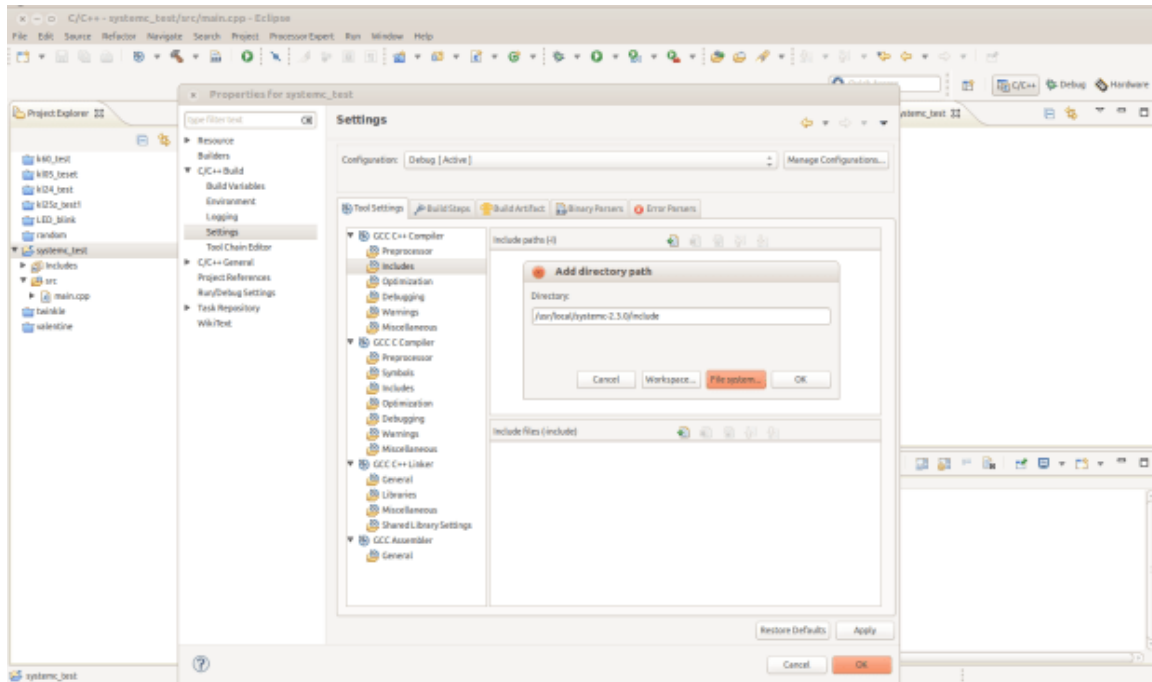 C/C++ - systemc_test/src/main.cpp - Eclipse
File Edit Source Refactor Navigate Search Project Processor Expert Run Window Help
C/C++ Debug Hardware
Project Explorer
k60_test
kl05_teset
kl24_test
kl25z_test1
LED_blink
random
systemc_test
Includes
src
main.cpp
twinkle
valentine
systemc_test
Properties for systemc_test
type filter text
Resource
Builders
C/C++ Build
Build Variables
Environment
Logging
Settings
Tool Chain Editor
C/C++ General
Project References
Run/Debug Settings
Task Repository
WikiText
Settings
Configuration: Debug [ Active ]
Manage Configurations...
Tool Settings Build Steps Build Artifact Binary Parsers Error Parsers
GCC C++ Compiler
Preprocessor
Includes
Optimization
Debugging
Warnings
Miscellaneous
GCC C Compiler
Preprocessor
Symbols
Includes
Optimization
Debugging
Warnings
Miscellaneous
GCC C++ Linker
General
Libraries
Miscellaneous
Shared Library Settings
GCC Assembler
General
Include paths (-I)
Add directory path
Directory:
/usr/local/systemc-2.3.0/include
Cancel Workspace... File system... OK
Include files (-include)
Restore Defaults Apply
Cancel OK